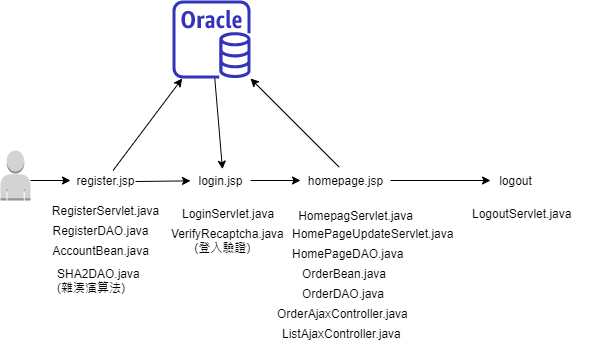 Oracle
register.jsp
login.jsp
homepage.jsp
logout
RegisterServlet.java
RegisterDAO.java
AccountBean.java
SHA2DAO.java
(雜湊演算法)
LoginServlet.java
VerifyRecaptcha.java
(登入驗證)
HomepagServlet.java
HomePageUpdateServlet.java
HomePageDAO.java
OrderBean.java
OrderDAO.java
OrderAjaxController.java
ListAjaxController.java
LogoutServlet.java